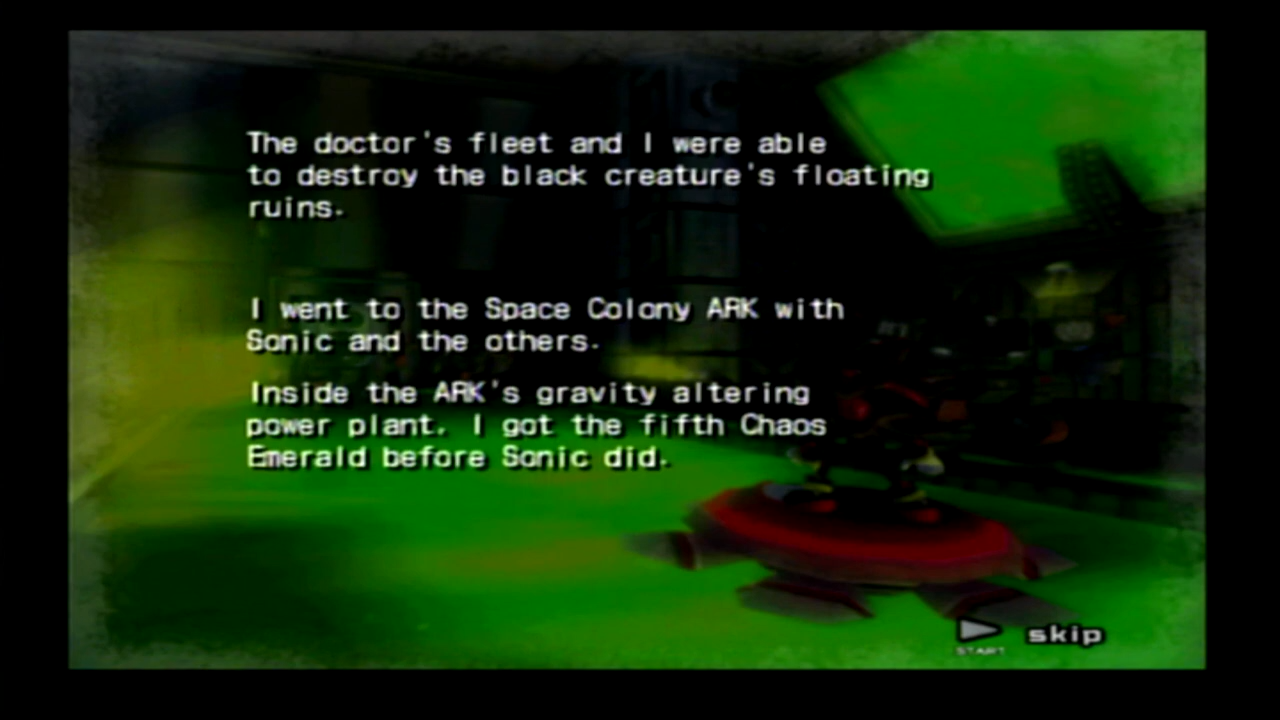 The doctor's fleet and I were able
to destroy the black creature's floating
ruins.
I went to the Space Colony ARK with
Sonic and the others.
Inside the ARK's gravity altering
power plant. I got the fifth Chaos
Emerald before Sonic did.
skip
START